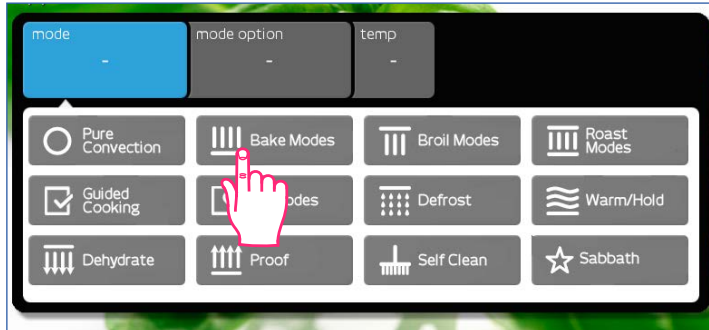 mode mode option temp
- - -
Pure Convection Bake Modes Broil Modes Roast Modes
Guided Cooking odes Defrost Warm/Hold
Dehydrate Proof Self Clean Sabbath